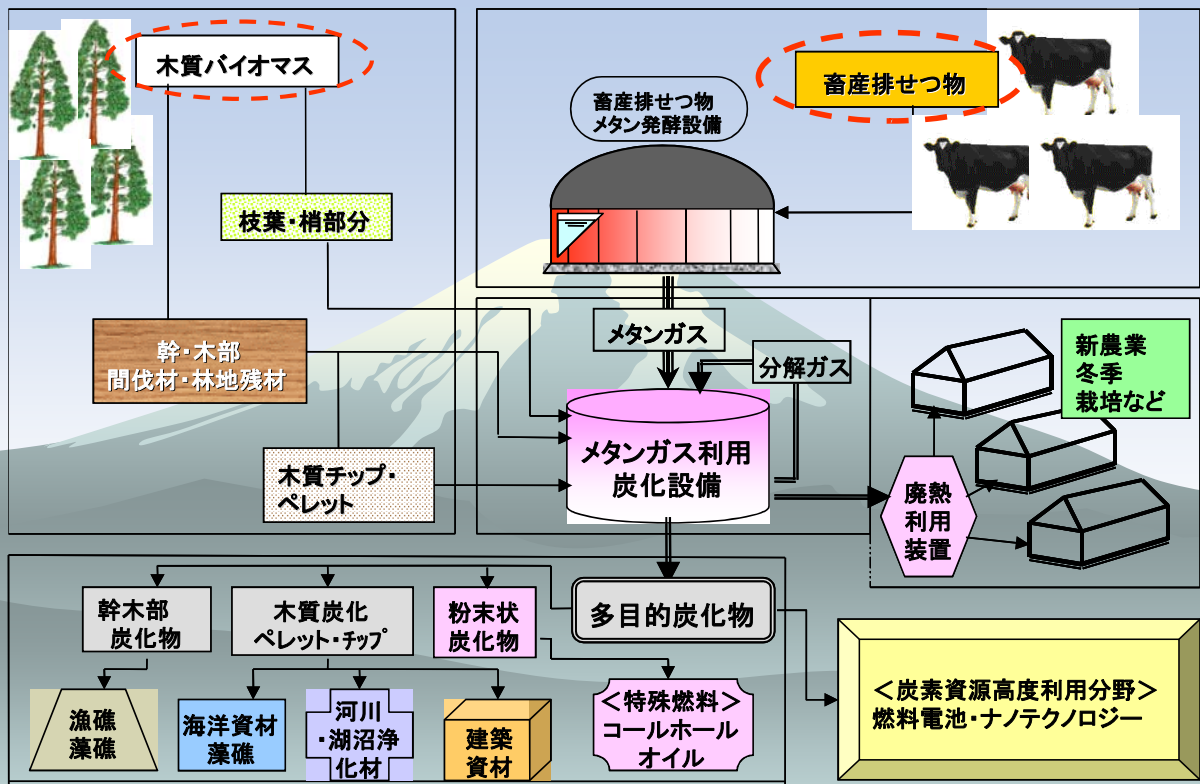 木質バイオマス
畜産排せつ物
畜産排せつ物
メタン発酵設備
枝葉・梢部分
メタンガス
分解ガス
新農業
冬季
栽培など
幹・木部
間伐材・林地残材
メタンガス利用
炭化設備
木質チップ・
ペレット
廃熱
利用
装置
幹木部
炭化物
木質炭化
ペレット・チップ
粉末状
炭化物
多目的炭化物
漁礁
藻礁
海洋資材
藻礁
河川
・湖沼浄
化材
建築
資材
＜特殊燃料＞
コールホール
オイル
＜炭素資源高度利用分野＞
燃料電池・ナノテクノロジー